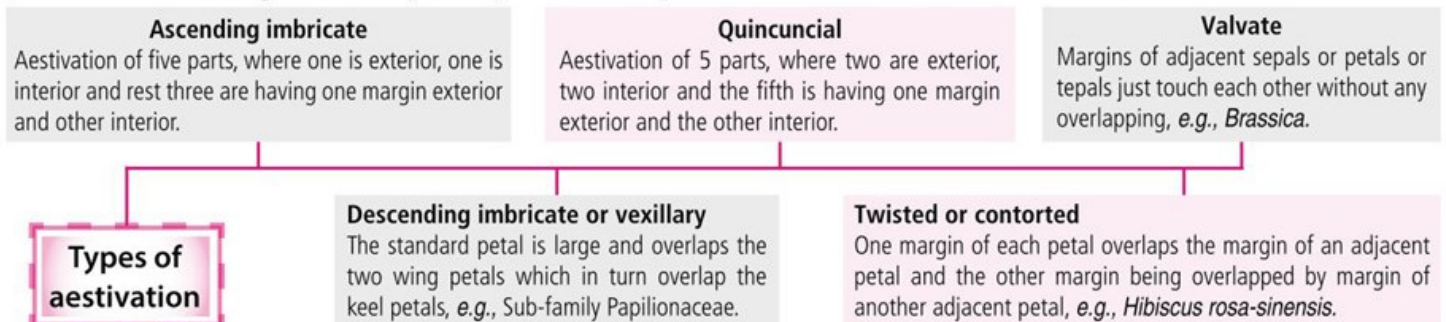 Ascending imbricate
Aestivation of five parts, where one is exterior, one is
interior and rest three are having one margin exterior
and other interior.
Quincuncial
Aestivation of 5 parts, where two are exterior,
two interior and the fifth is having one margin
exterior and the other interior.
Valvate
Margins of adjacent sepals or petals or
tepals just touch each other without any
overlapping, e.g., Brassica.
Types of
aestivation
Descending imbricate or vexillary
The standard petal is large and overlaps the
two wing petals which in turn overlap the
keel petals, e.g., Sub-family Papilionaceae.
Twisted or contorted
One margin of each petal overlaps the margin of an adjacent
petal and the other margin being overlapped by margin of
another adjacent petal, e.g., Hibiscus rosa-sinensis.